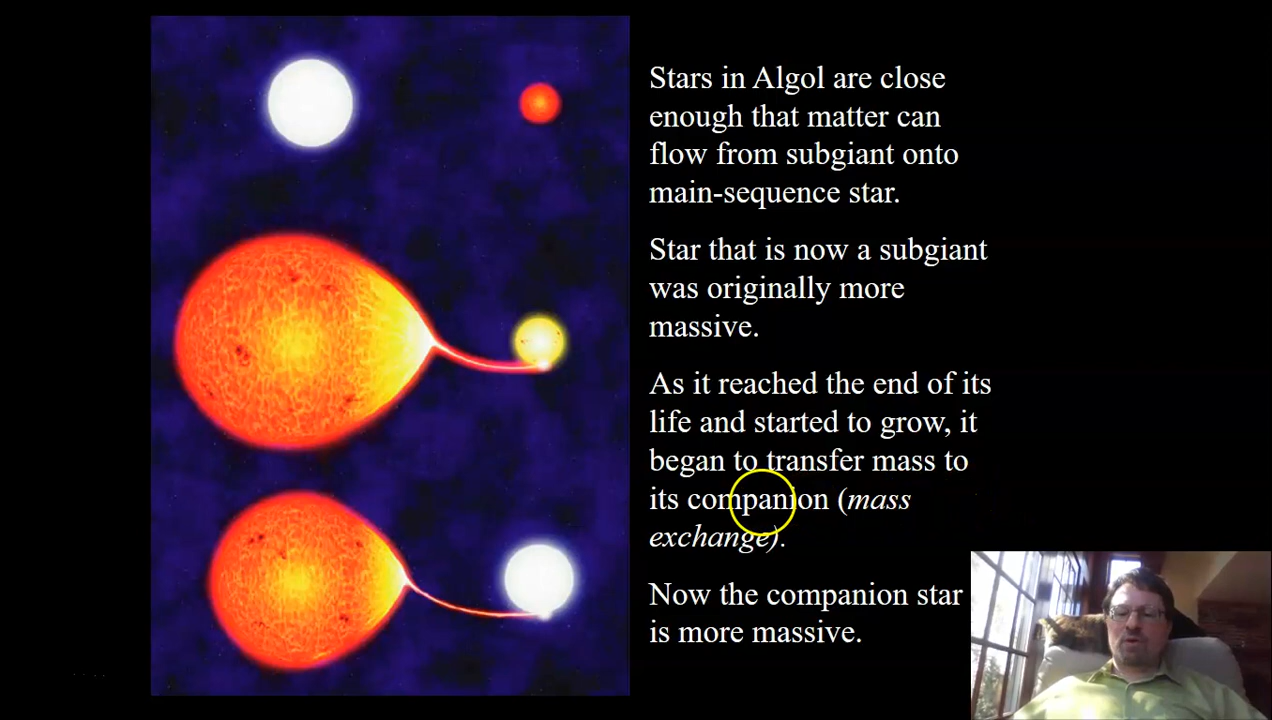 Stars in Algol are close
enough that matter can
flow from subgiant onto
main-sequence star.
Star that is now a subgiant
was originally more
massive.
As it reached the end of its
life and started to grow, it
began to transfer mass to
its companion (mass
exchange).
Now the companion star
is more massive.